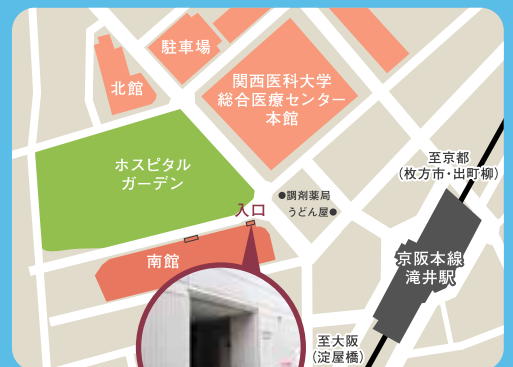 駐車場
北館
関西医科大学
総合医療センター
本館
ホスピタル
ガーデン
至京都
(枚方市・出町柳)
●調剤薬局
うどん屋●
入口
南館
京阪本線
滝井駅
至大阪
(淀屋橋)